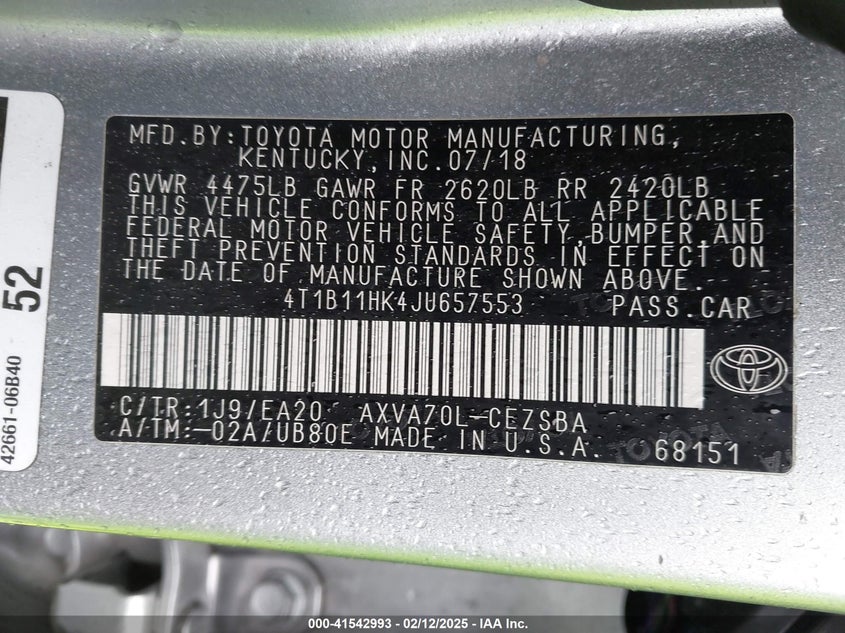 MFD.BY:TOYOTA MOTOR MANUFACTURING,
KENTUCKY,INC.07/18
GVWR 4475LB GAWR FR 2620LB RR 2420LB
THIS VEHICLE CONFORMS TO ALL APPLICABLE
FEDERAL MOTOR VEHICLE SAFETY,BUMPER,AND
THEFT PREVENTION STANDARDS IN EFFECT ON
THE DATE OF MANUFACTURE SHOWN ABOVE.
4T1B11HK4JU657553 PASS.CAR
C/TR:1J9/EA20 AXVA70L-CEZSBA
A/TM:-02A/UB80E MADE IN U.S.A. 68151
52
42661-06B40
000-41542993 - 02/12/2025 - IAA Inc.